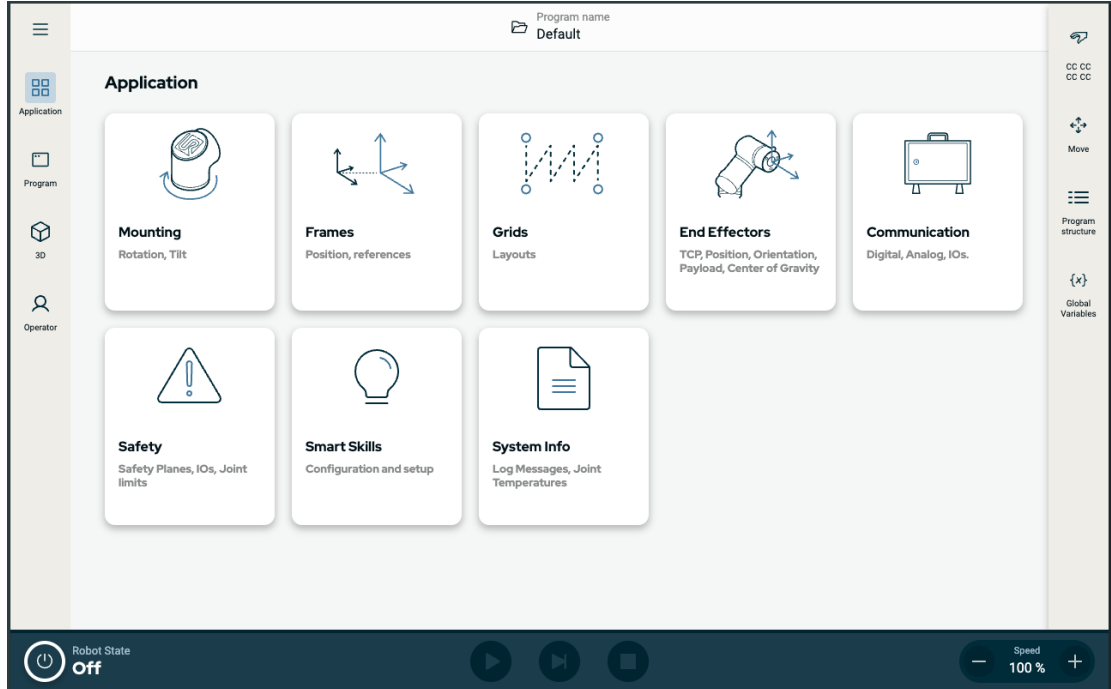 Program name
Default
Application
Program
3D
Operator
Application
Mounting
Rotation, Tilt
Frames
Position, references
Grids
Layouts
End Effectors
TCP, Position, Orientation,
Payload, Center of Gravity
Communication
Digital, Analog, IOs.
Safety
Safety Planes, IOs, Joint
limits
Smart Skills
Configuration and setup
System Info
Log Messages, Joint
Temperatures
CC CC
CC CC
Move
Program
structure
{x}
Global
Variables
Robot State
Off
Speed
100 %
UR